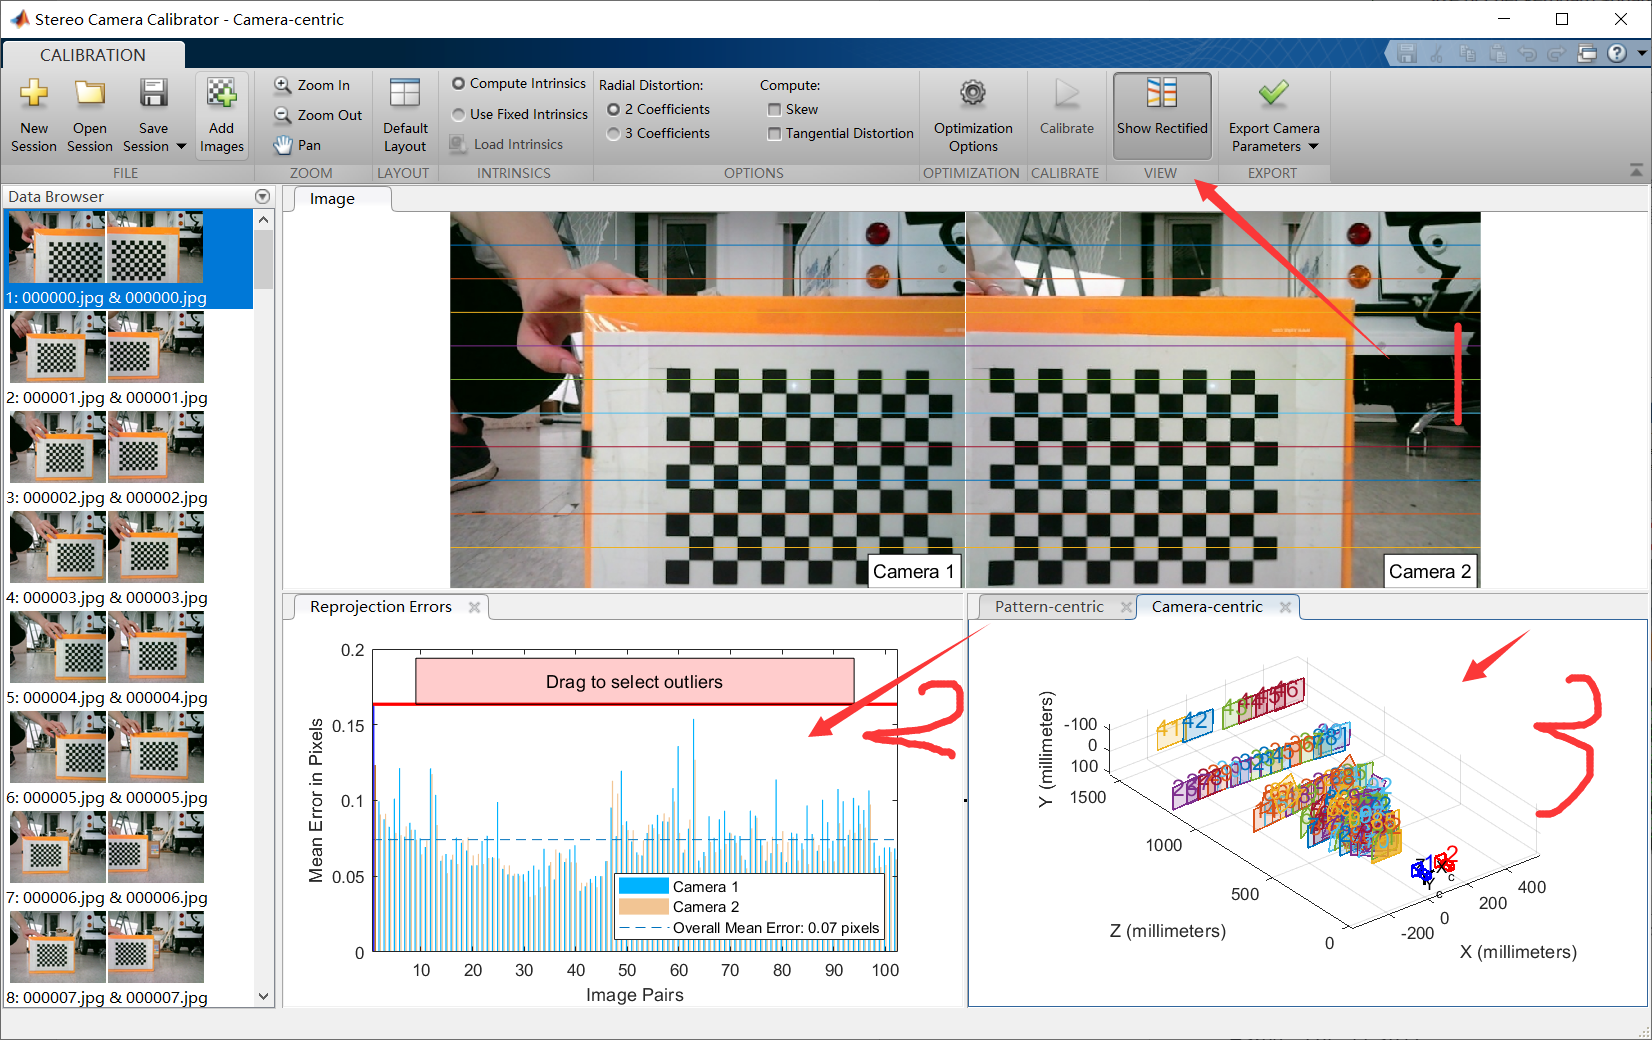 Stereo Camera Calibrator - Camera-centric
CALIBRATION
New Session
Open Session
Save Session
Add Images
FILE
Zoom In
Zoom Out
Pan
ZOOM
Default Layout
LAYOUT
Compute Intrinsics
Use Fixed Intrinsics
Load Intrinsics
INTRINSICS
Radial Distortion:
2 Coefficients
3 Coefficients
Compute:
Skew
Tangential Distortion
OPTIONS
Optimization Options
OPTIMIZATION
Calibrate
CALIBRATE
Show Rectified
VIEW
Export Camera Parameters
EXPORT
Data Browser
1: 000000.jpg & 000000.jpg
2: 000001.jpg & 000001.jpg
3: 000002.jpg & 000002.jpg
4: 000003.jpg & 000003.jpg
5: 000004.jpg & 000004.jpg
6: 000005.jpg & 000005.jpg
7: 000006.jpg & 000006.jpg
8: 000007.jpg & 000007.jpg
Image
Camera 1
Camera 2
1
Reprojection Errors
0.2
0.15
0.1
0.05
0
Mean Error in Pixels
Drag to select outliers
Camera 1
Camera 2
Overall Mean Error: 0.07 pixels
10 20 30 40 50 60 70 80 90 100
Image Pairs
2
Pattern-centric
Camera-centric
Y (millimeters)
-100
0
100
1500
1000
500
0
Z (millimeters)
-200
0
200
400
X (millimeters)
41
42
3